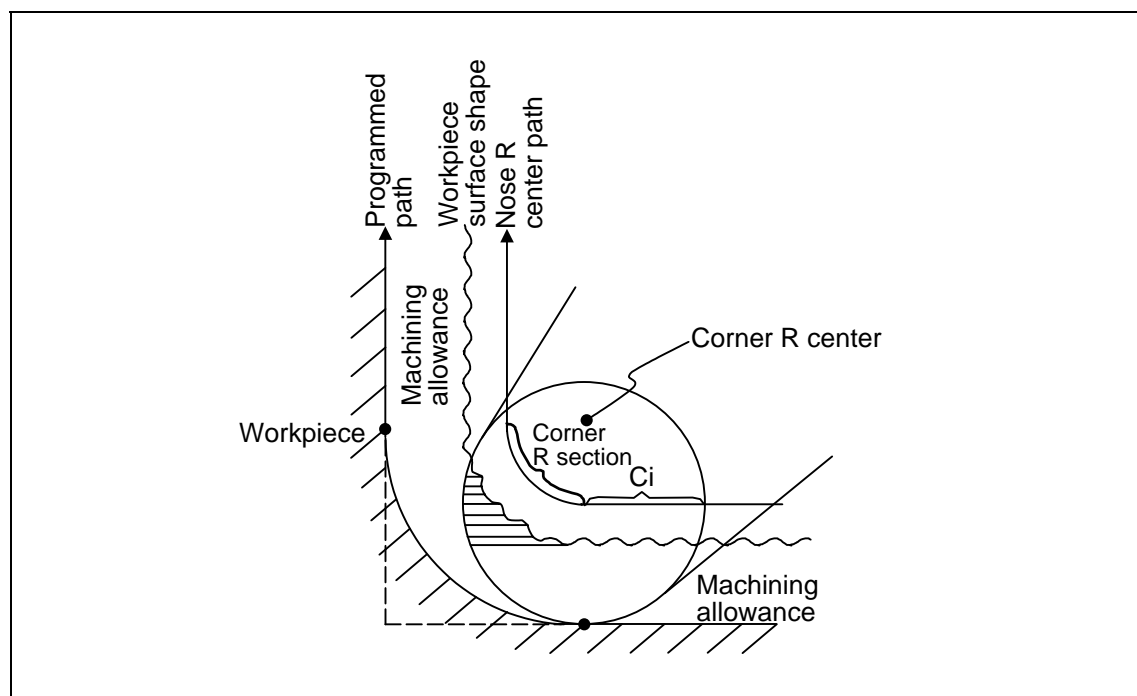 Programmed
path
Workpiece
surface shape
Nose R
center path
Machining
allowance
Corner R center
Workpiece
Corner
R section
Ci
Machining
allowance